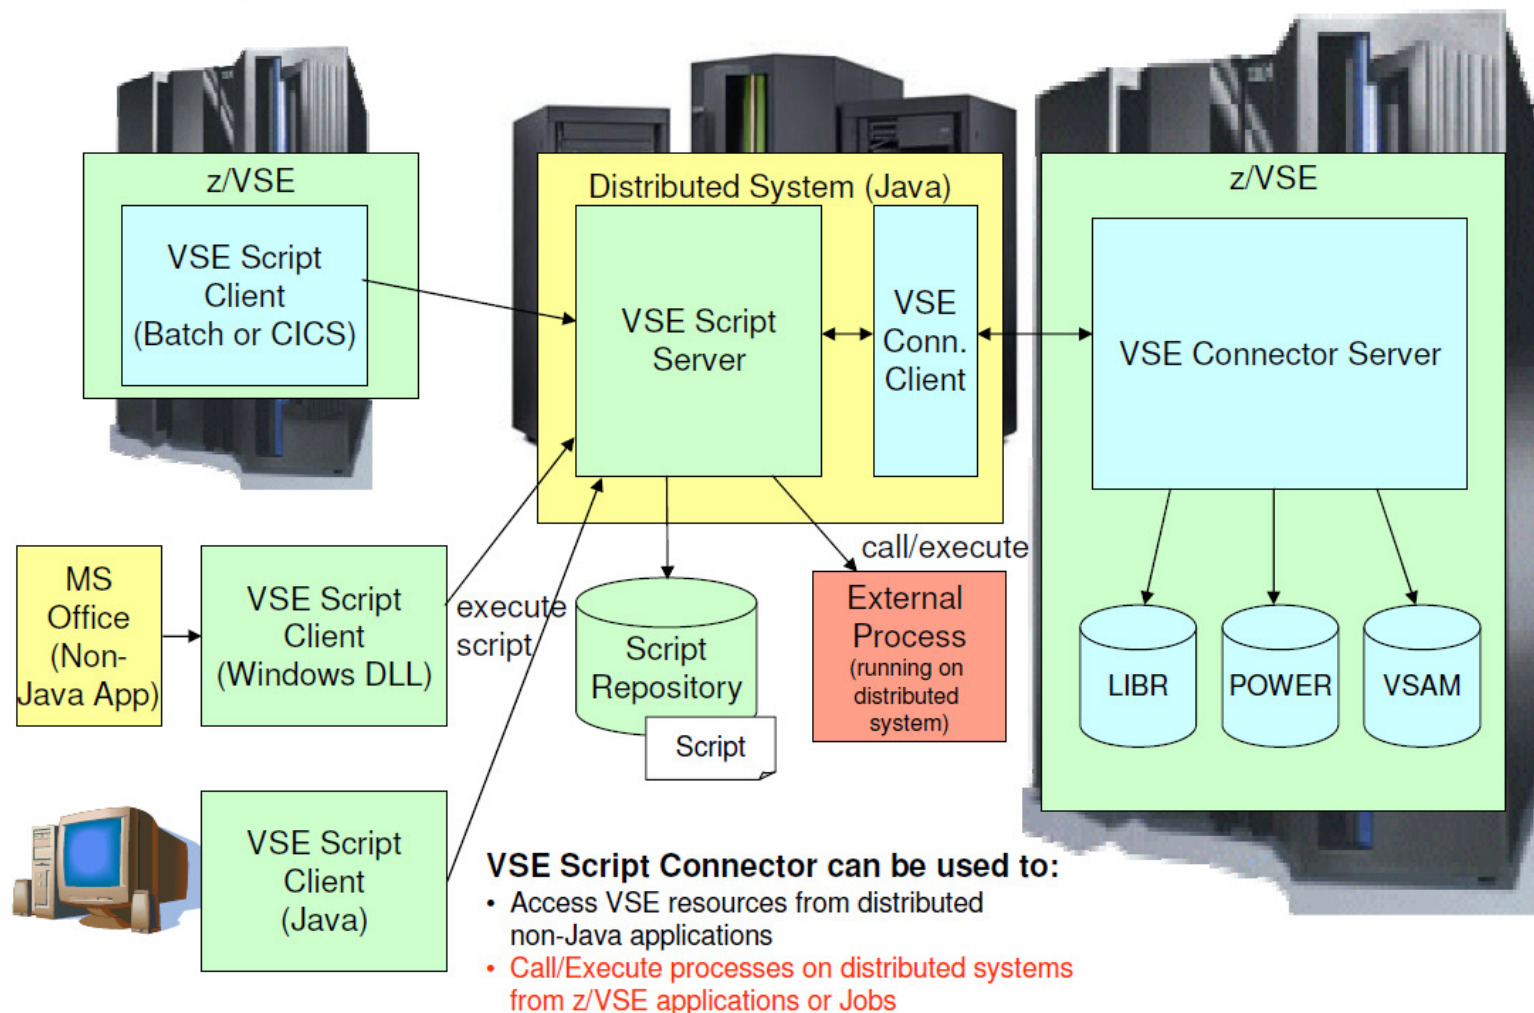 z/VSE
VSE Script
Client
(Batch or CICS)
Distributed System (Java)
VSE Script
Server
VSE
Conn.
Client
z/VSE
VSE Connector Server
LIBR
POWER
VSAM
MS
Office
(Non-
Java App)
VSE Script
Client
(Windows DLL)
execute
script
call/execute
Script
Repository
Script
External
Process
(running on
distributed
system)
VSE Script
Client
(Java)
VSE Script Connector can be used to:
• Access VSE resources from distributed
non-Java applications
• Call/Execute processes on distributed systems
from z/VSE applications or Jobs